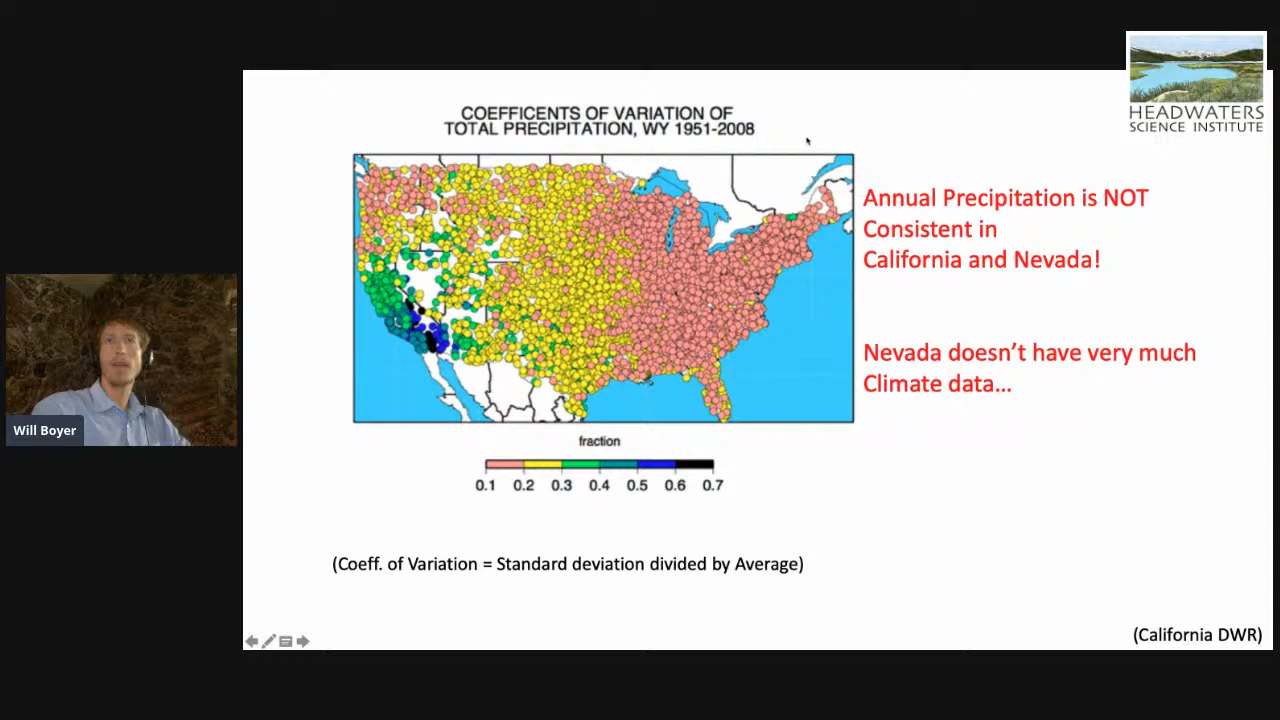 HEADWATERS
SCIENCE INSTITUTE
COEFFICENTS OF VARIATION OF
TOTAL PRECIPITATION, WY 1951-2008
Annual Precipitation is NOT
Consistent in
California and Nevada!
Nevada doesn't have very much
Climate data...
Will Boyer
fraction
0.1 0.2 0.3 0.4 0.5 0.6 0.7
(Coeff. of Variation = Standard deviation divided by Average)
(California DWR)